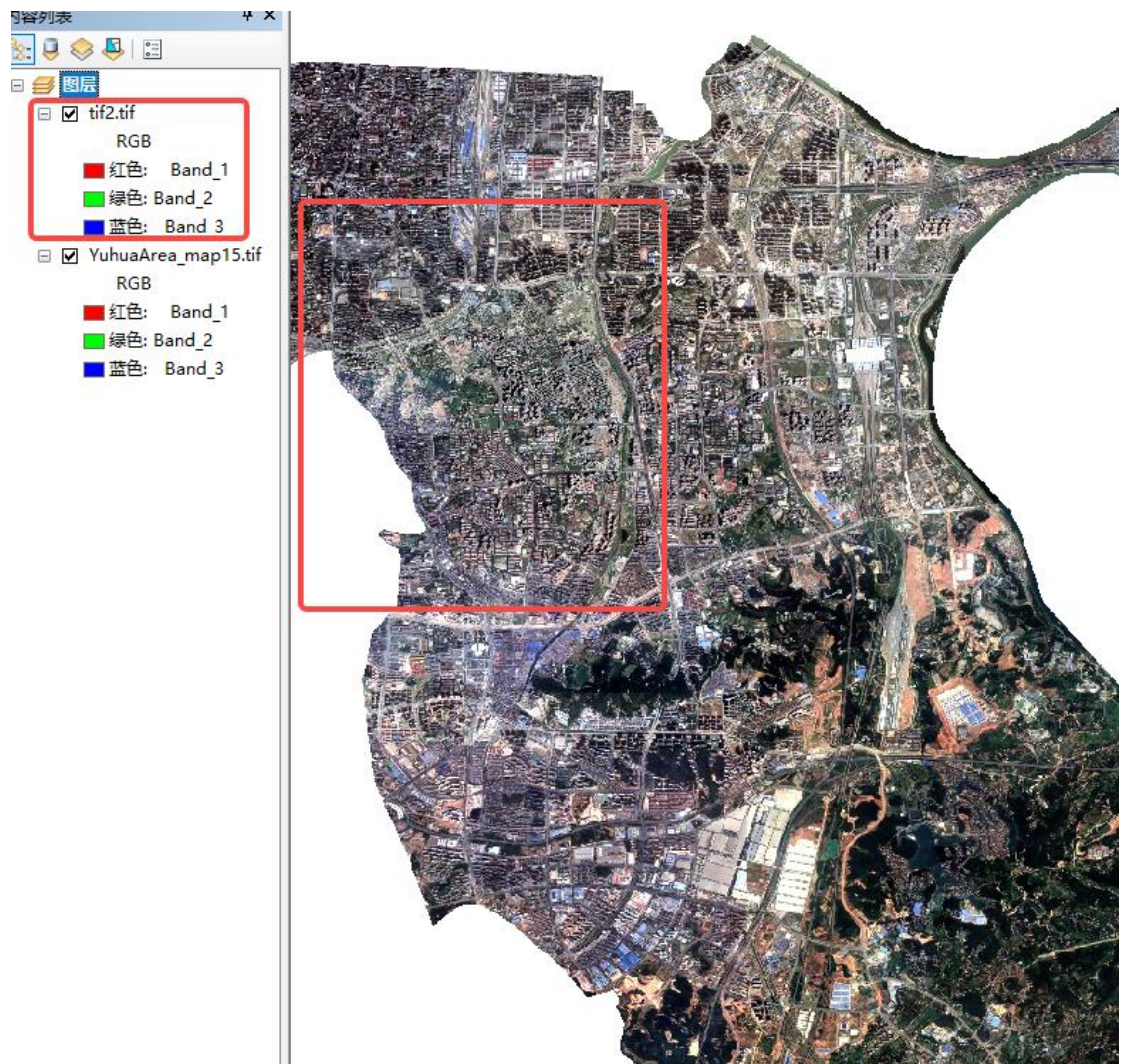 内容列表
图层
tif2.tif
RGB
红色: Band_1
绿色: Band_2
蓝色: Band_3
YuhuaArea_map15.tif
RGB
红色: Band_1
绿色: Band_2
蓝色: Band_3